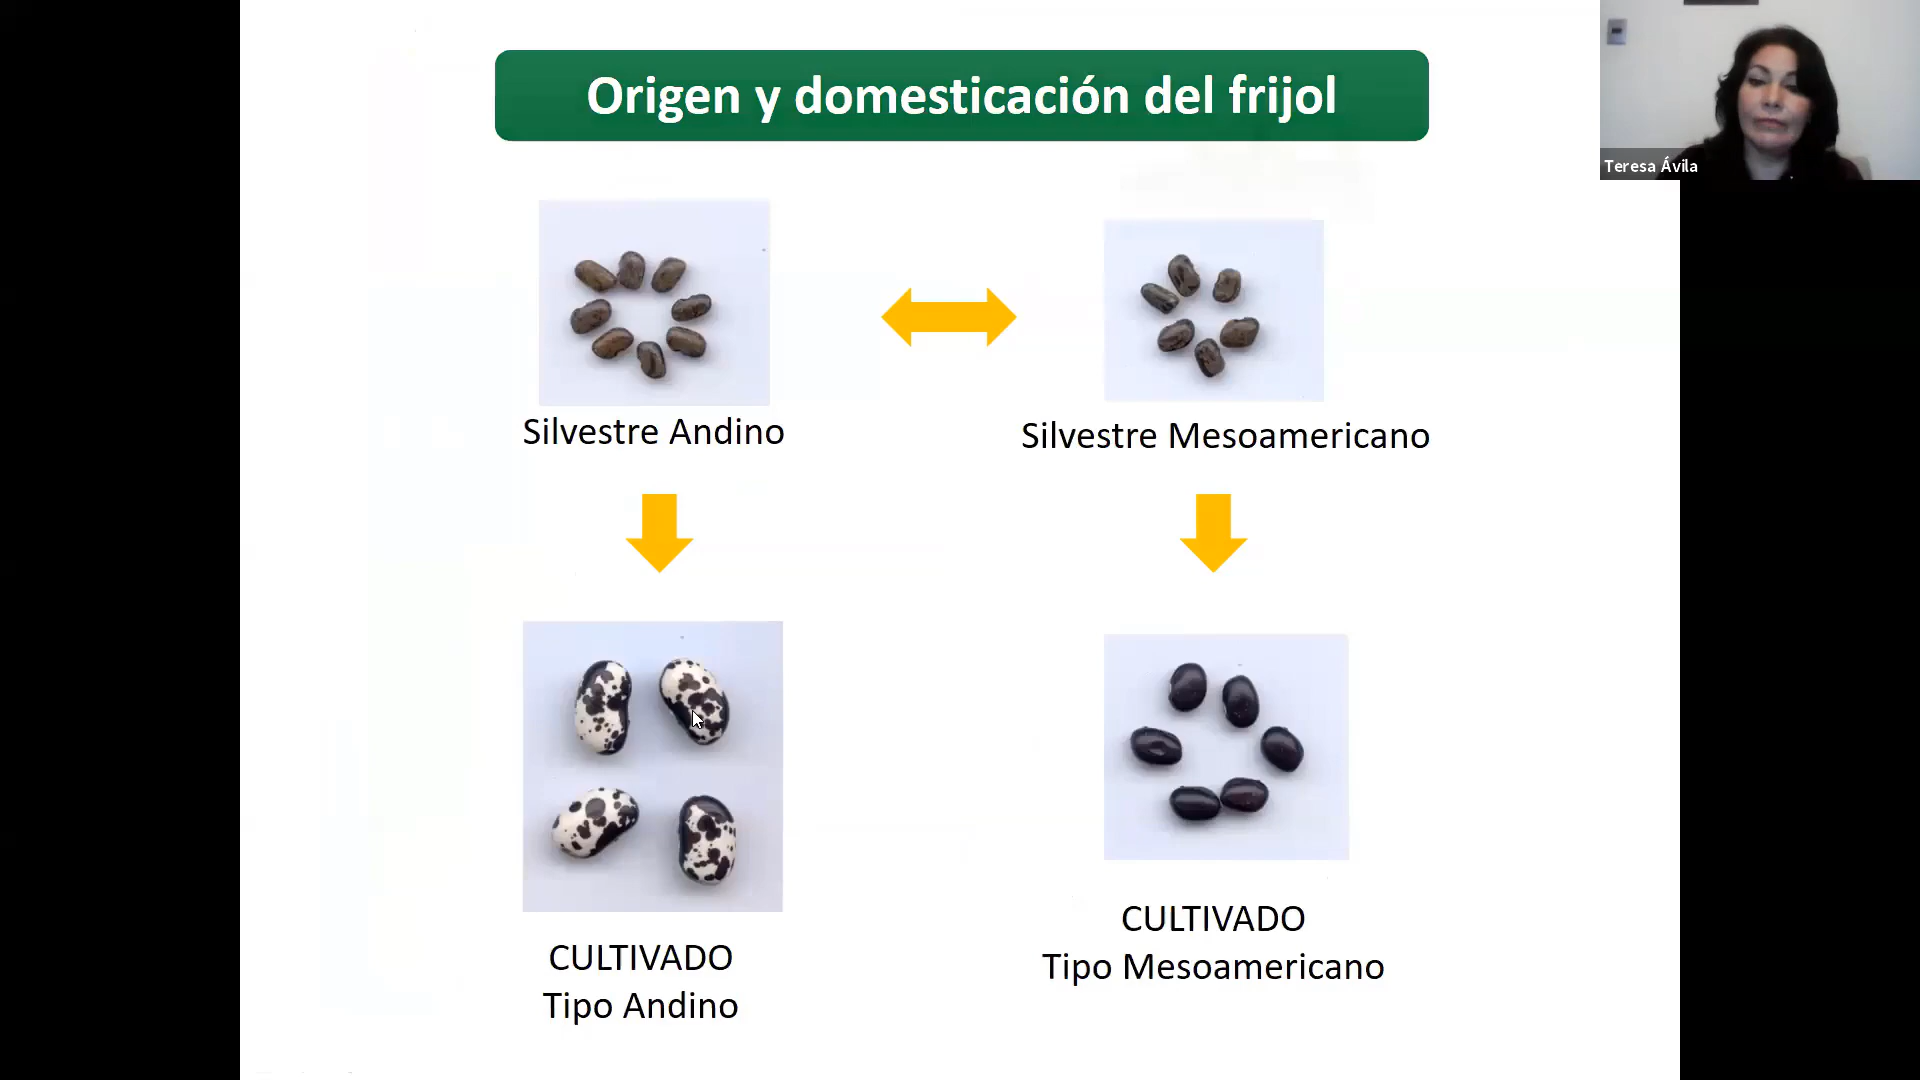 Origen y domesticación del frijol
Teresa Ávila
Silvestre Andino
Silvestre Mesoamericano
CULTIVADO
Tipo Andino
CULTIVADO
Tipo Mesoamericano